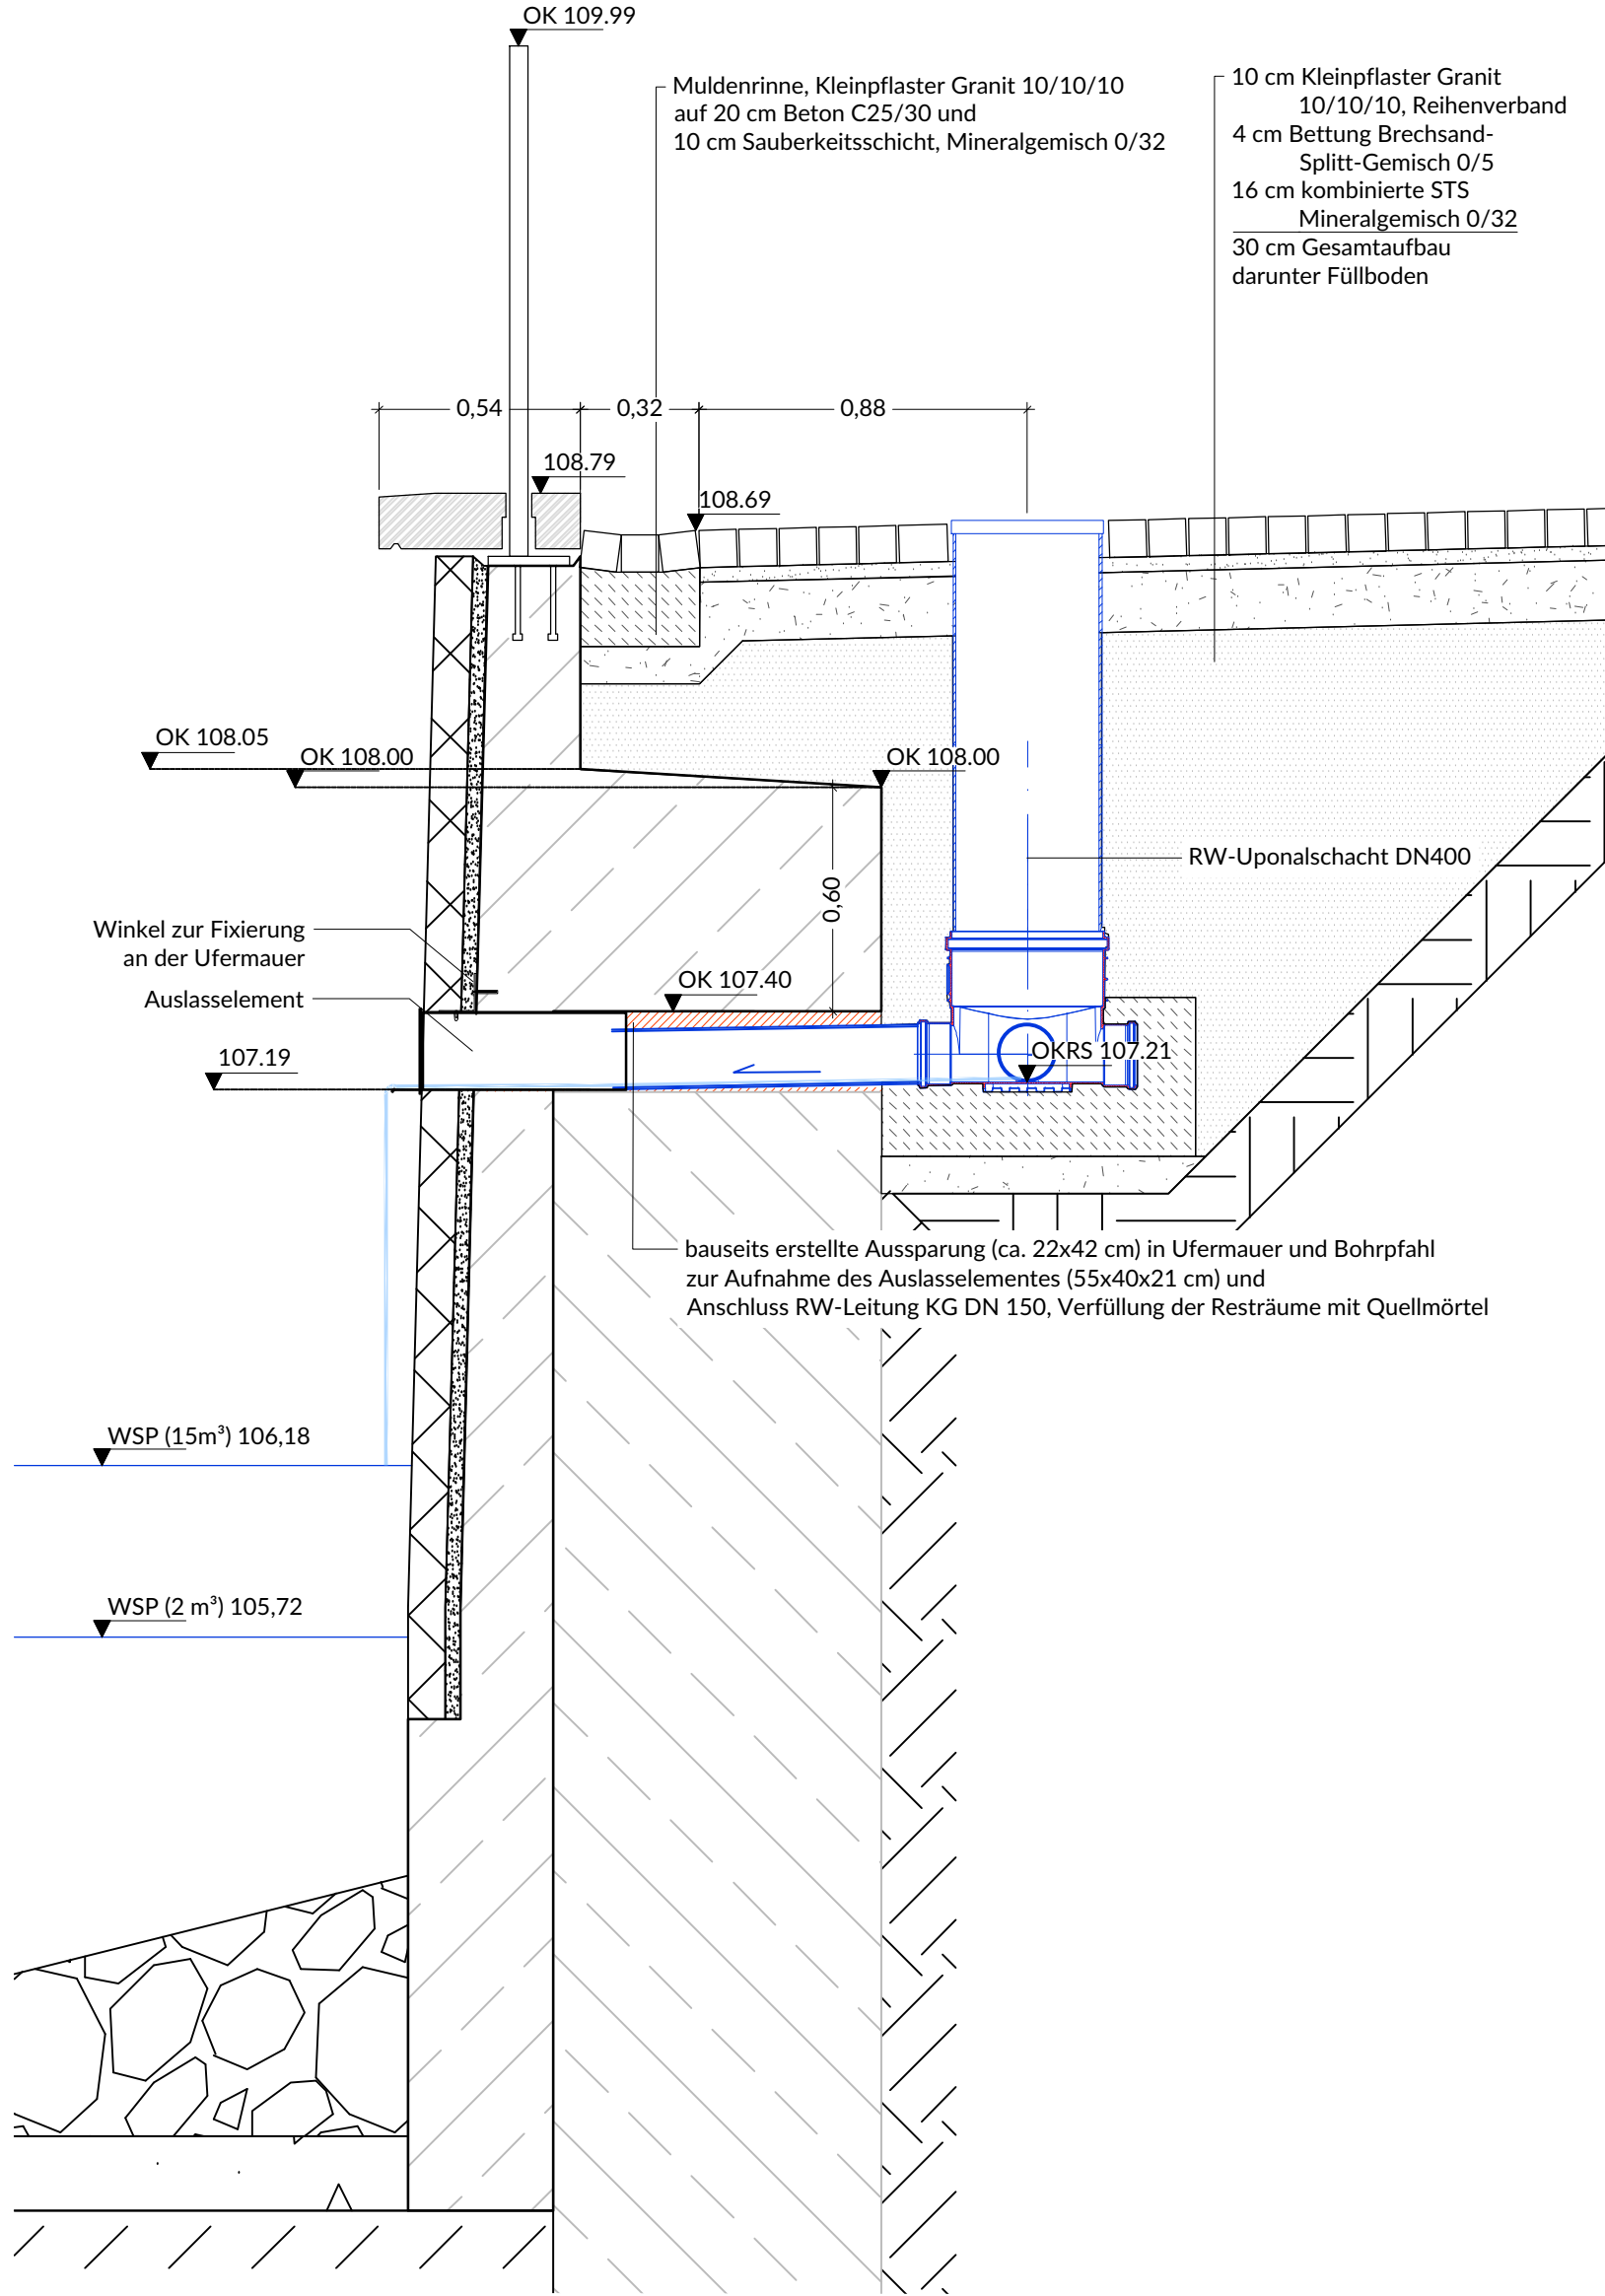 OK 109.99
Muldenrinne, Kleinpflaster Granit 10/10/10
auf 20 cm Beton C25/30 und
10 cm Sauberkeitsschicht, Mineralgemisch 0/32
10 cm Kleinpflaster Granit
10/10/10, Reihenverband
4 cm Bettung Brechsand-
Splitt-Gemisch 0/5
16 cm kombinierte STS
Mineralgemisch 0/32
30 cm Gesamtaufbau
darunter Füllboden
0,54
0,32
0,88
108.79
108.69
OK 108.05
OK 108.00
OK 108.00
RW-Uponalschacht DN400
0,60
Winkel zur Fixierung
an der Ufermauer
Auslasselement
OK 107.40
107.19
OKRS 107.21
bauseits erstellte Aussparung (ca. 22x42 cm) in Ufermauer und Bohrpfahl
zur Aufnahme des Auslasselementes (55x40x21 cm) und
Anschluss RW-Leitung KG DN 150, Verfüllung der Resträume mit Quellmörtel
WSP (15m³) 106,18
WSP (2 m³) 105,72